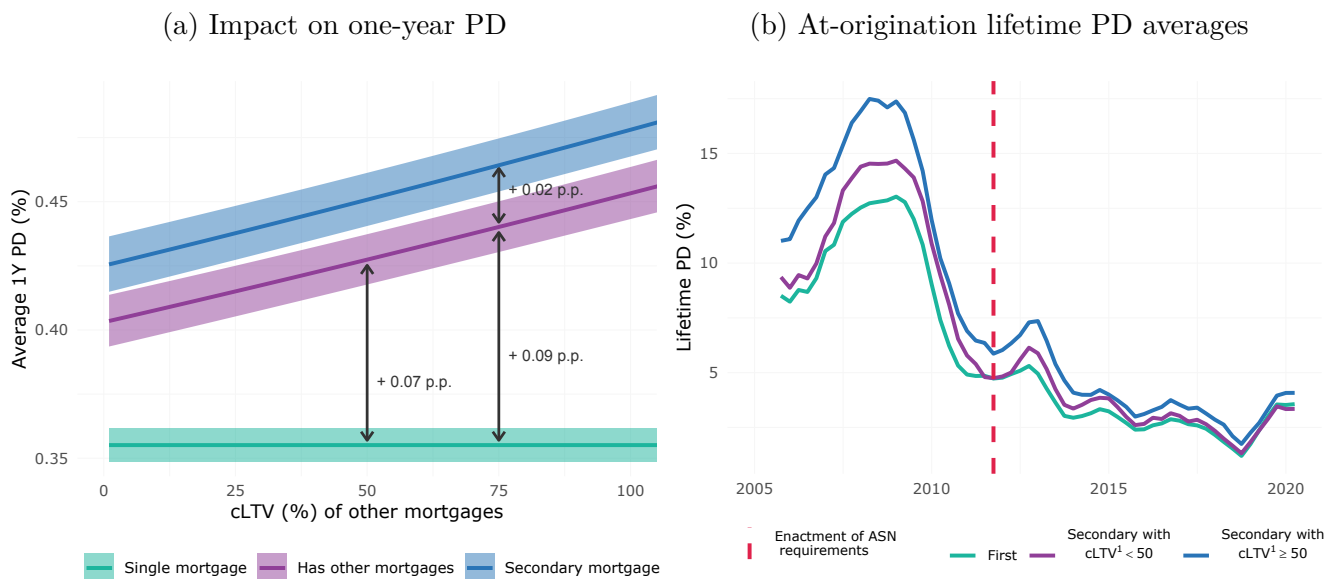 (a) Impact on one-year PD
Average 1Y PD (%)
0.45
0.40
0.35
+ 0.02 p.p.
+ 0.09 p.p.
+ 0.07 p.p.
0
25
50
75
100
cLTV (%) of other mortgages
Single mortgage
Has other mortgages
Secondary mortgage
(b) At-origination lifetime PD averages
Lifetime PD (%)
15
10
5
2005
2010
2015
2020
Enactment of ASN
requirements
First
Secondary with
cLTV¹ < 50
Secondary with
cLTV¹ ≥ 50